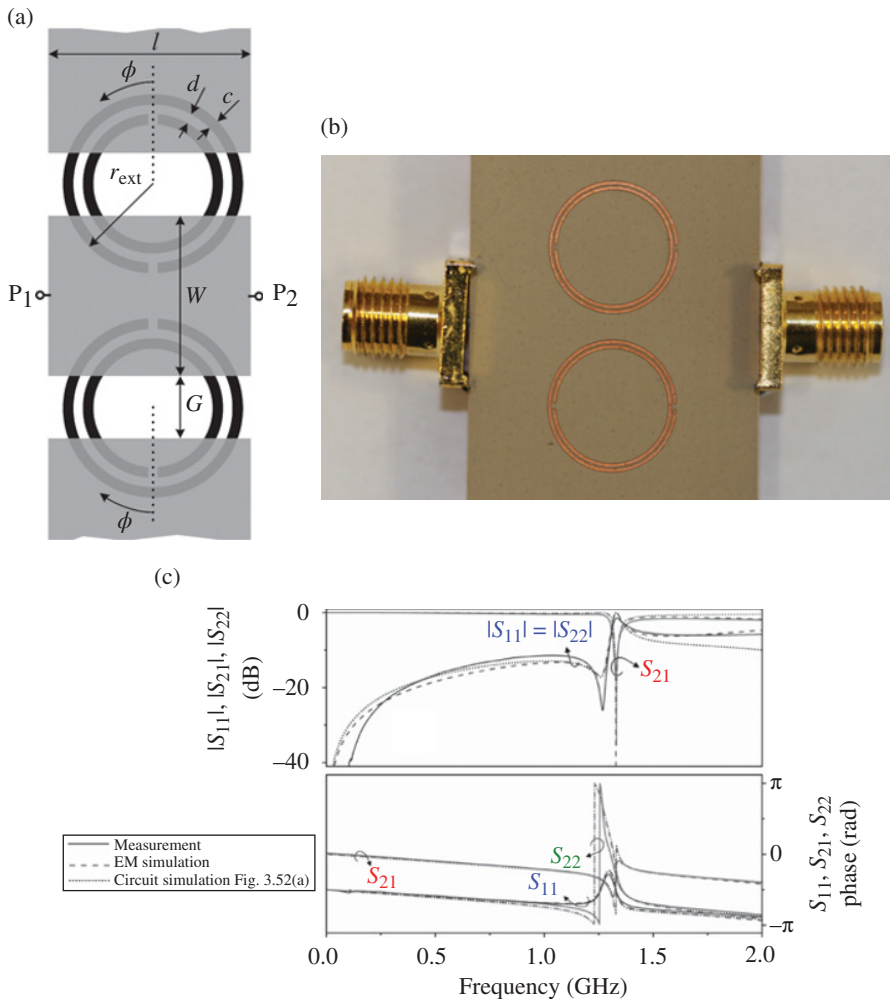 (a)
l
ϕ
d
c
r_ext
P1
W
P2
G
ϕ
(b)
(c)
|S11|, |S21|, |S22|
(dB)
0
−20
−40
|S11| = |S22|
S21
π
0
−π
S11, S21, S22
phase (rad)
S21
S22
S11
Measurement
EM simulation
Circuit simulation Fig. 3.52(a)
0.0
0.5
1.0
1.5
2.0
Frequency (GHz)